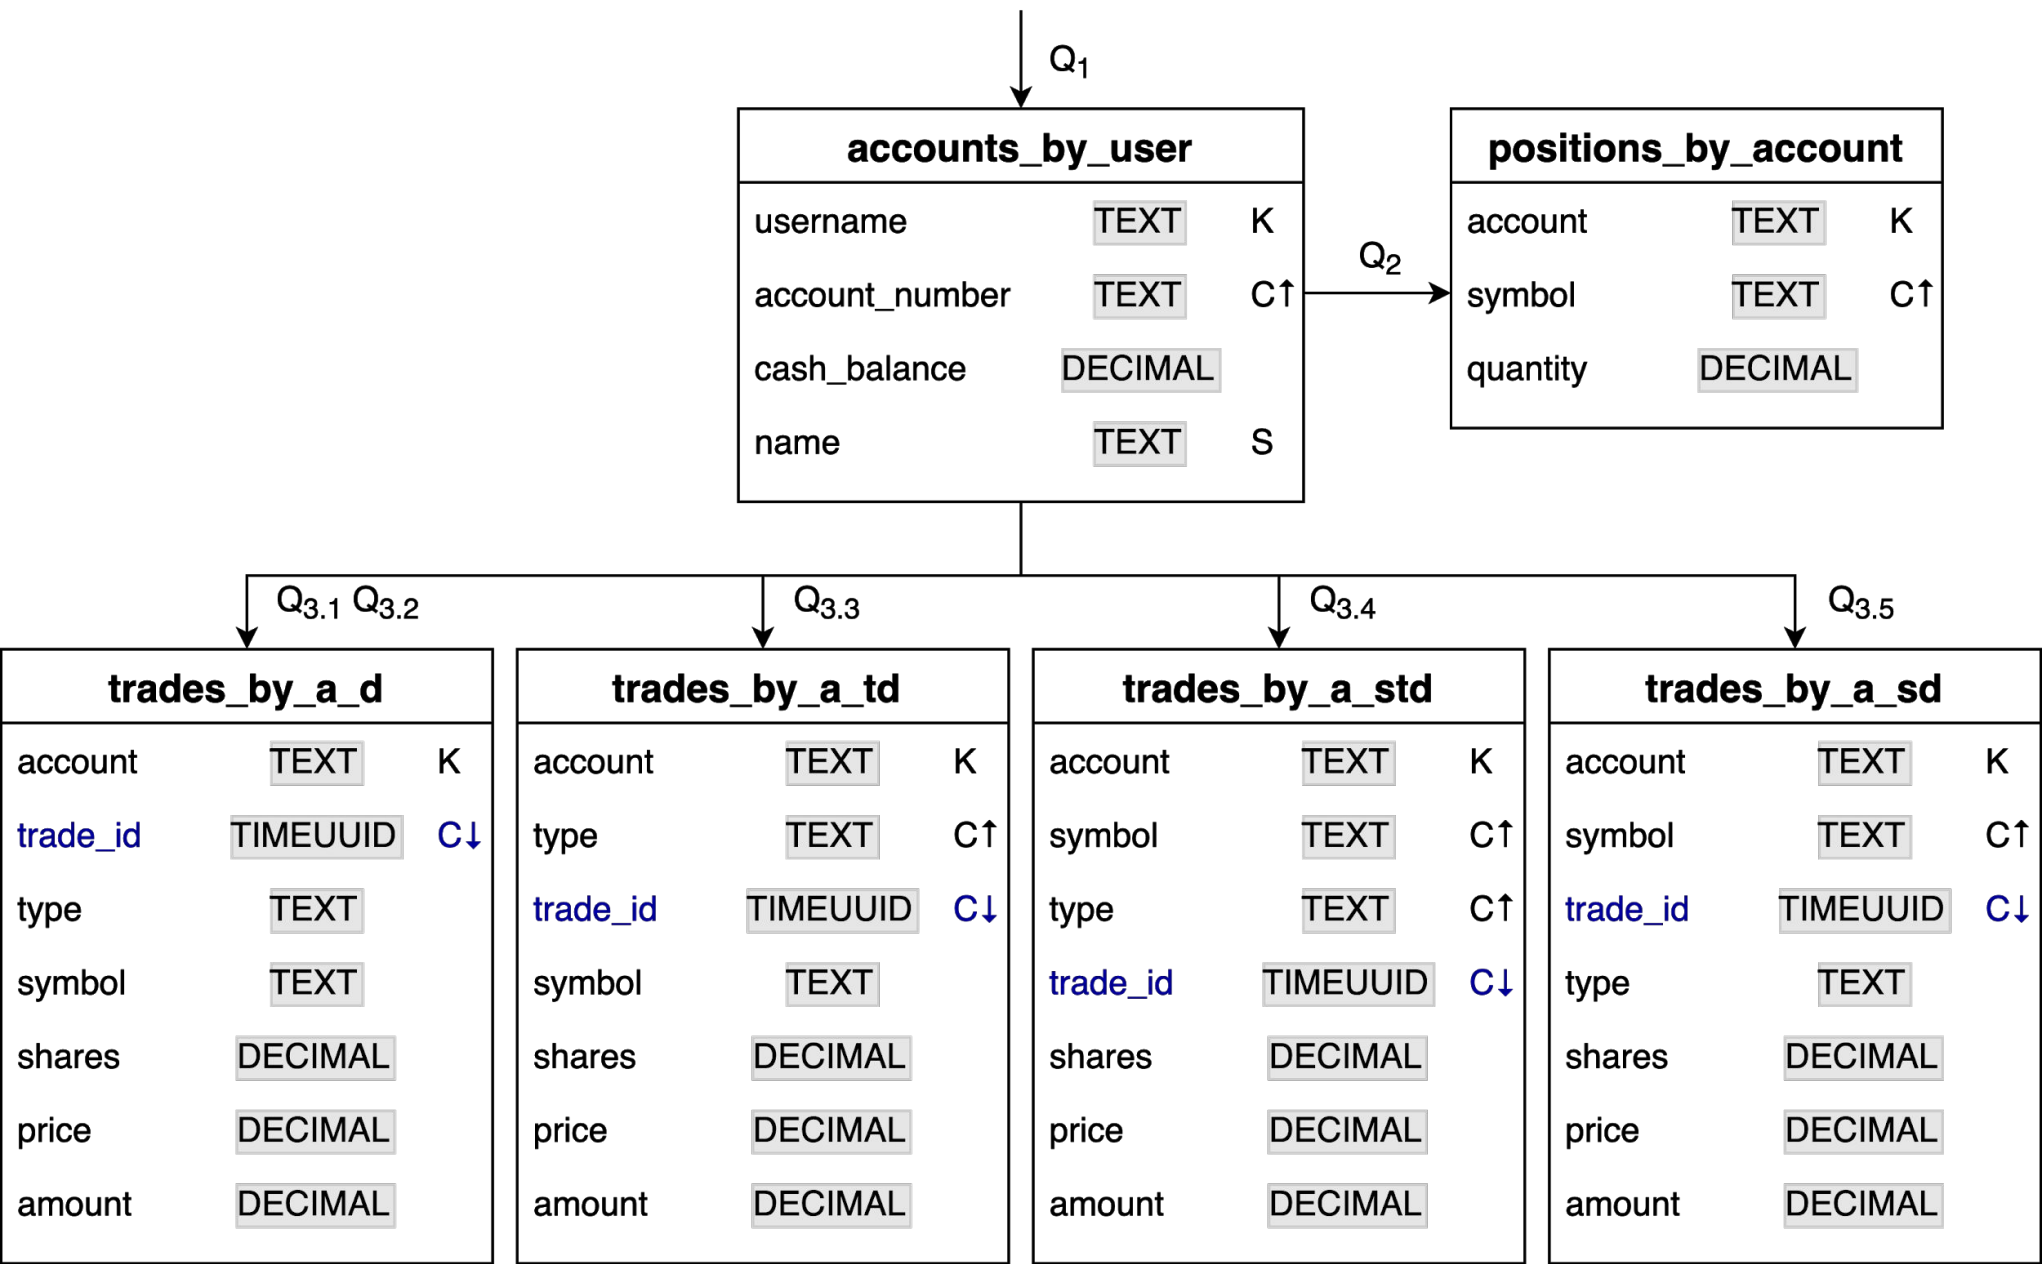 Q1
accounts_by_user
username TEXT K
account_number TEXT C↑
cash_balance DECIMAL
name TEXT S
Q2
positions_by_account
account TEXT K
symbol TEXT C↑
quantity DECIMAL
Q3.1 Q3.2
trades_by_a_d
account TEXT K
trade_id TIMEUUID C↓
type TEXT
symbol TEXT
shares DECIMAL
price DECIMAL
amount DECIMAL
Q3.3
trades_by_a_td
account TEXT K
type TEXT C↑
trade_id TIMEUUID C↓
symbol TEXT
shares DECIMAL
price DECIMAL
amount DECIMAL
Q3.4
trades_by_a_std
account TEXT K
symbol TEXT C↑
type TEXT C↑
trade_id TIMEUUID C↓
shares DECIMAL
price DECIMAL
amount DECIMAL
Q3.5
trades_by_a_sd
account TEXT K
symbol TEXT C↑
trade_id TIMEUUID C↓
type TEXT
shares DECIMAL
price DECIMAL
amount DECIMAL